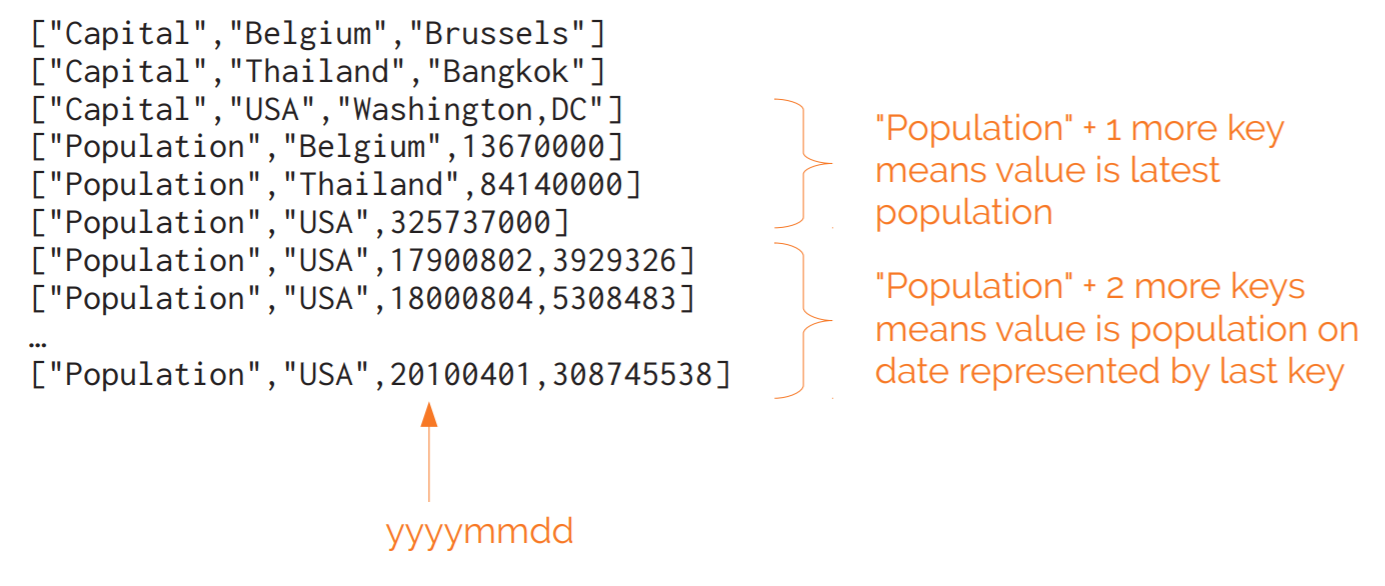 ["Capital","Belgium","Brussels"]
["Capital","Thailand","Bangkok"]
["Capital","USA","Washington,DC"]
["Population","Belgium",13670000]
["Population","Thailand",84140000]
["Population","USA",325737000]
["Population","USA",17900802,3929326]
["Population","USA",18000804,5308483]
…
["Population","USA",20100401,308745538]
"Population" + 1 more key
means value is latest
population
"Population" + 2 more keys
means value is population on
date represented by last key
yyyymmdd